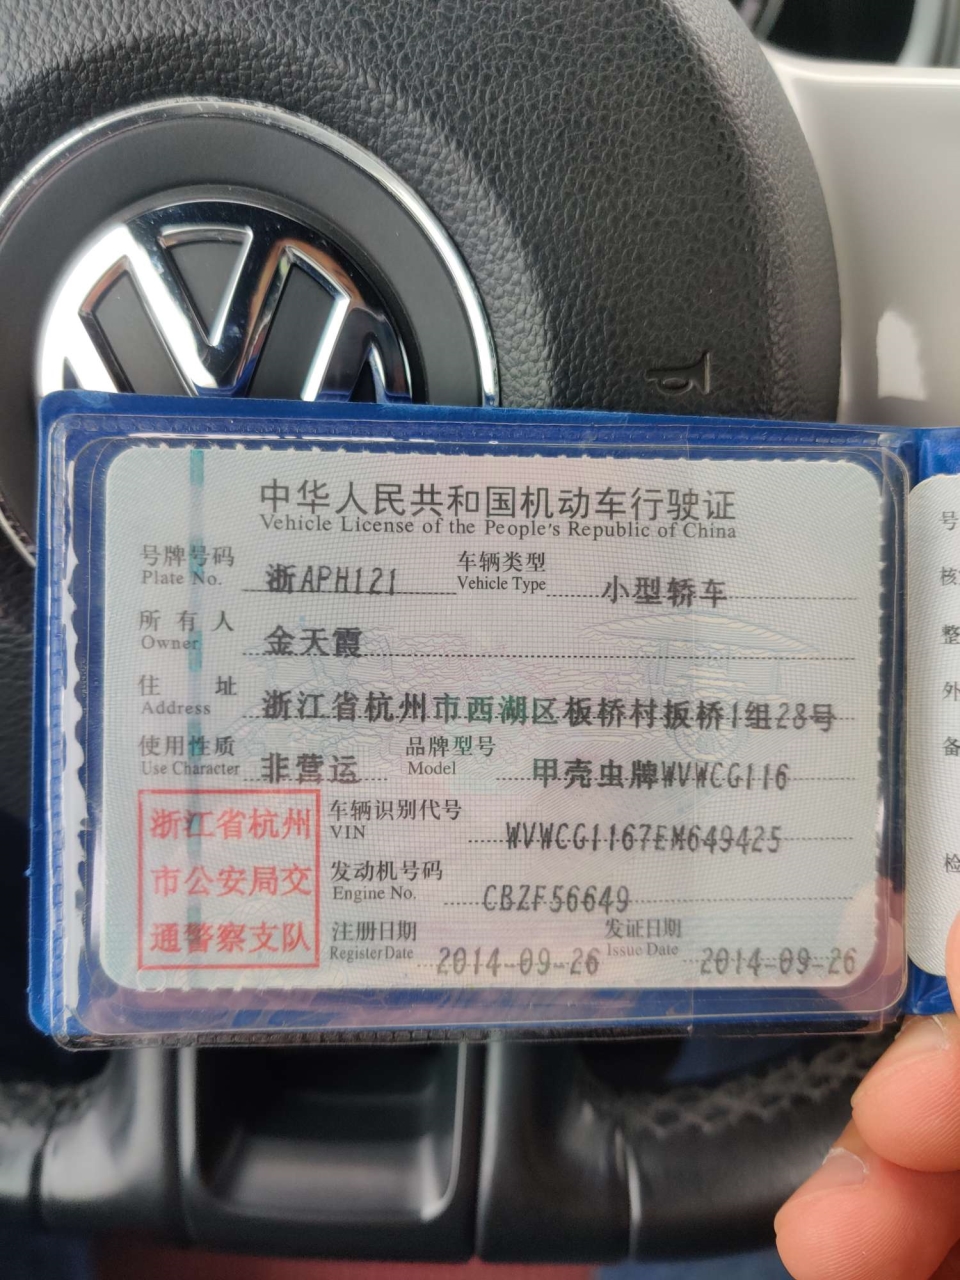 中华人民共和国机动车行驶证
Vehicle License of the People's Republic of China
号牌号码 浙APH121 车辆类型 小型轿车
Plate No. Vehicle Type
所有人 金天霞
Owner
住址 浙江省杭州市西湖区板桥村扳桥1组28号
Address
使用性质 非营运 品牌型号 甲壳虫牌WVWCG116
Use Character Model
浙江省杭州
市公安局交
通警察支队
车辆识别代号
VIN WVWCG1167EM649425
发动机号码
Engine No. CBZF56649
注册日期 发证日期
Register Date 2014-09-26 Issue Date 2014-09-26
号
核
整
外
备
检